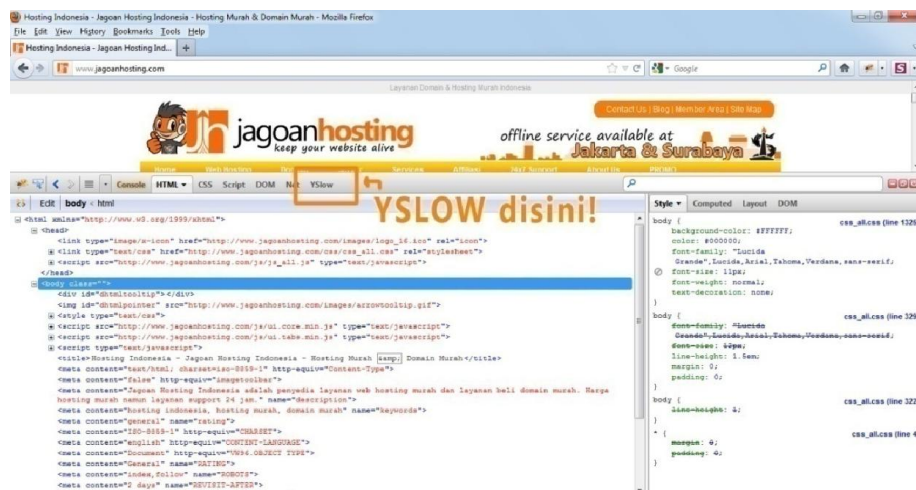 Hosting Indonesia - Jagoan Hosting Indonesia - Hosting Murah & Domain Murah - Mozilla Firefox
File Edit View History Bookmarks Tools Help
Hosting Indonesia - Jagoan Hosting Ind... +
www.jagoanhosting.com
Google
Layanan Domain & Hosting Murah Indonesia
Contact Us | Blog | Member Area | Site Map
jagoanhosting
keep your website alive
offline service available at
Jakarta & Surabaya
Home Web Hosting Services Affiliasi 24x7 Support About Us PROMO
Console HTML CSS Script DOM Net YSlow
YSLOW disini!
Edit body < html
Style Computed Layout DOM
<html xmlns="http://www.w3.org/1999/xhtml">
<head>
<link type="image/x-icon" href="http://www.jagoanhosting.com/images/logo_16.ico" rel="icon">
<link type="text/css" href="http://www.jagoanhosting.com/css/css_all.css" rel="stylesheet">
<script src="http://www.jagoanhosting.com/js/js_all.js" type="text/javascript">
</head>
<body class="">
<div id="dhtmltooltip"></div>
<img id="dhtmlpointer" src="http://www.jagoanhosting.com/images/arrowtooltip.gif">
<style type="text/css">
<script src="http://www.jagoanhosting.com/js/ui.core.min.js" type="text/javascript">
<script src="http://www.jagoanhosting.com/js/ui.tabs.min.js" type="text/javascript">
<script type="text/javascript">
<title>Hosting Indonesia - Jagoan Hosting Indonesia - Hosting Murah &amp; Domain Murah</title>
<meta content="text/html; charset=iso-8859-1" http-equiv="Content-Type">
<meta content="false" http-equiv="imagetoolbar">
<meta content="Jagoan Hosting Indonesia adalah penyedia layanan web hosting murah dan layanan beli domain murah. Harga
hosting murah namun layanan support 24 jam." name="description">
<meta content="hosting indonesia, hosting murah, domain murah" name="keywords">
<meta content="general" name="rating">
<meta content="ISO-8859-1" http-equiv="CHARSET">
<meta content="english" http-equiv="CONTENT-LANGUAGE">
<meta content="Document" http-equiv="VW96.OBJECT TYPE">
<meta content="General" name="RATING">
<meta content="index,follow" name="ROBOTS">
<meta content="2 days" name="REVISIT-AFTER">
body {
css_all.css (line 1325
background-color: #FFFFFF;
color: #000000;
font-family: "Lucida
Grande",Lucida,Arial,Tahoma,Verdana,sans-serif;
font-size: 11px;
font-weight: normal;
text-decoration: none;
}
body {
css_all.css (line 329
font-family: "Lucida
Grande",Lucida,Arial,Tahoma,Verdana,sans-serif;
font-size: 12px;
line-height: 1.5em;
margin: 0;
padding: 0;
}
body {
css_all.css (line 322
line-height: 1;
}
* {
css_all.css (line 4
margin: 0;
padding: 0;
}